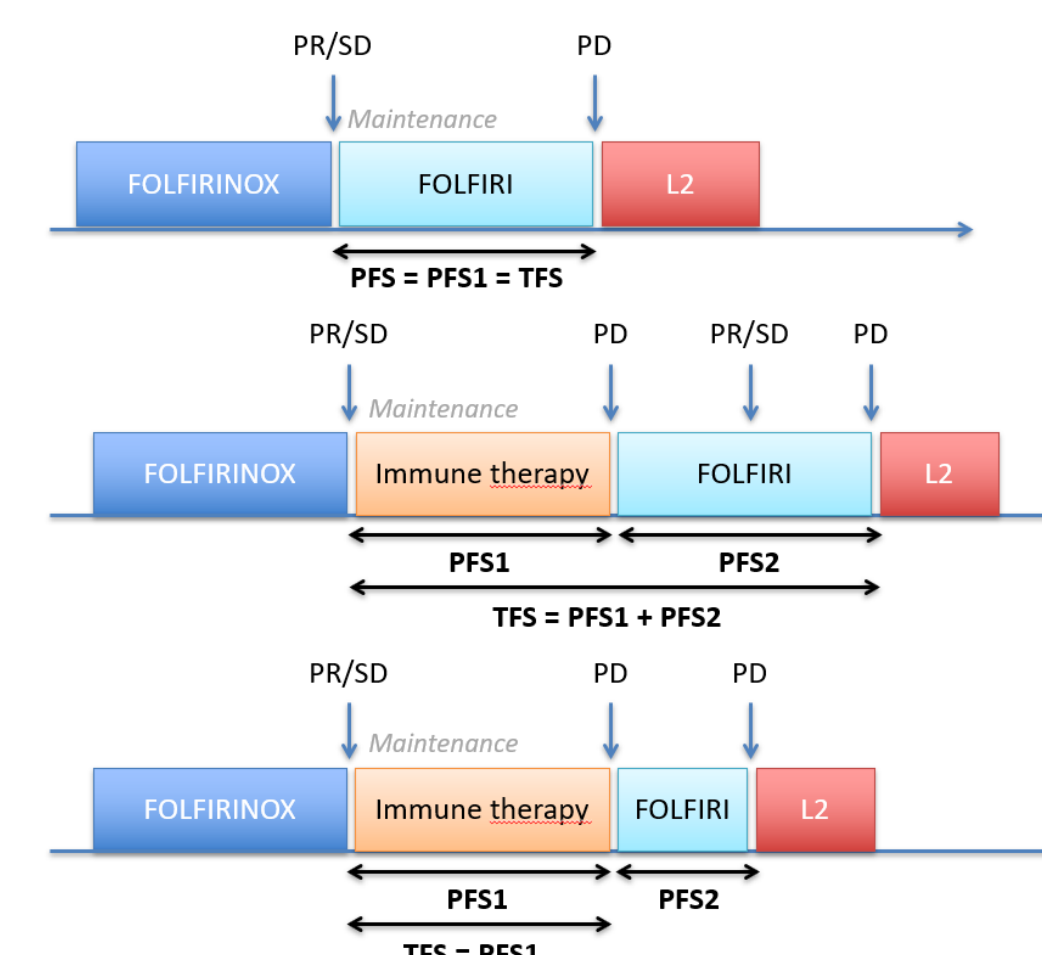 PR/SD PD
Maintenance
FOLFIRINOX FOLFIRI L2
PFS = PFS1 = TFS
PR/SD PD PR/SD PD
Maintenance
FOLFIRINOX Immune therapy FOLFIRI L2
PFS1 PFS2
TFS = PFS1 + PFS2
PR/SD PD PD
Maintenance
FOLFIRINOX Immune therapy FOLFIRI L2
PFS1 PFS2
TFS = PFS1